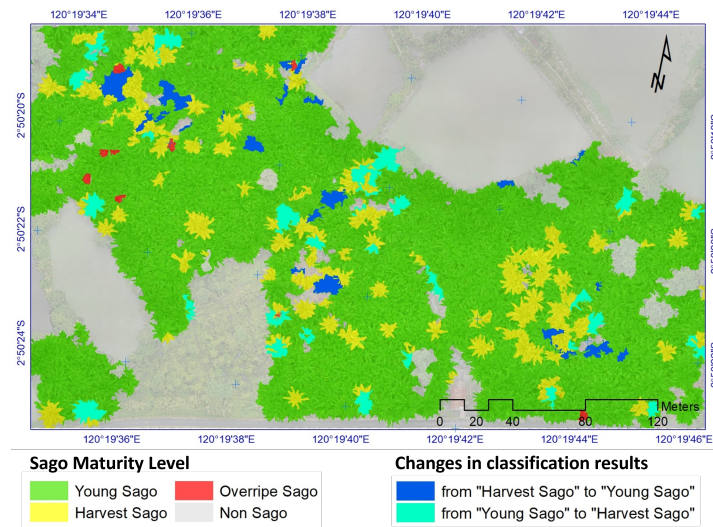 120°19'34"E 120°19'36"E 120°19'38"E 120°19'40"E 120°19'42"E 120°19'44"E
N
2°50'20"S
2°50'22"S
2°50'24"S
Meters
0 20 40 80 120
120°19'36"E 120°19'38"E 120°19'40"E 120°19'42"E 120°19'44"E 120°19'46"E
Sago Maturity Level
Young Sago
Overripe Sago
Harvest Sago
Non Sago
Changes in classification results
from "Harvest Sago" to "Young Sago"
from "Young Sago" to "Harvest Sago"